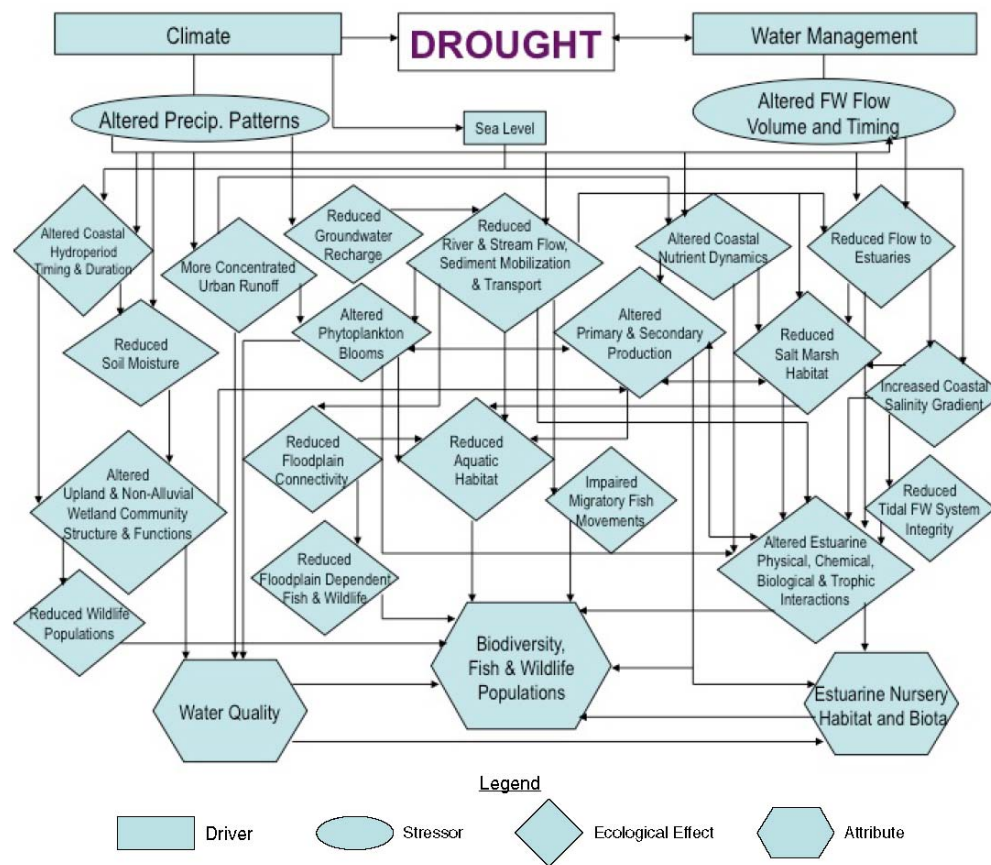 Climate
DROUGHT
Water Management
Altered Precip. Patterns
Sea Level
Altered FW Flow
Volume and Timing
Altered Coastal
Hydroperiod
Timing & Duration
More Concentrated
Urban Runoff
Reduced
Groundwater
Recharge
Reduced
River & Stream Flow,
Sediment Mobilization
& Transport
Altered Coastal
Nutrient Dynamics
Reduced Flow to
Estuaries
Reduced
Soil Moisture
Altered
Phytoplankton
Blooms
Altered
Primary & Secondary
Production
Reduced
Salt Marsh
Habitat
Increased Coastal
Salinity Gradient
Altered
Upland & Non-Alluvial
Wetland Community
Structure & Functions
Reduced
Floodplain
Connectivity
Reduced
Aquatic
Habitat
Impaired
Migratory Fish
Movements
Reduced
Tidal FW System
Integrity
Reduced Wildlife
Populations
Reduced
Floodplain Dependent
Fish & Wildlife
Altered Estuarine
Physical, Chemical,
Biological & Trophic
Interactions
Water Quality
Biodiversity,
Fish & Wildlife
Populations
Estuarine Nursery
Habitat and Biota
Legend
Driver
Stressor
Ecological Effect
Attribute